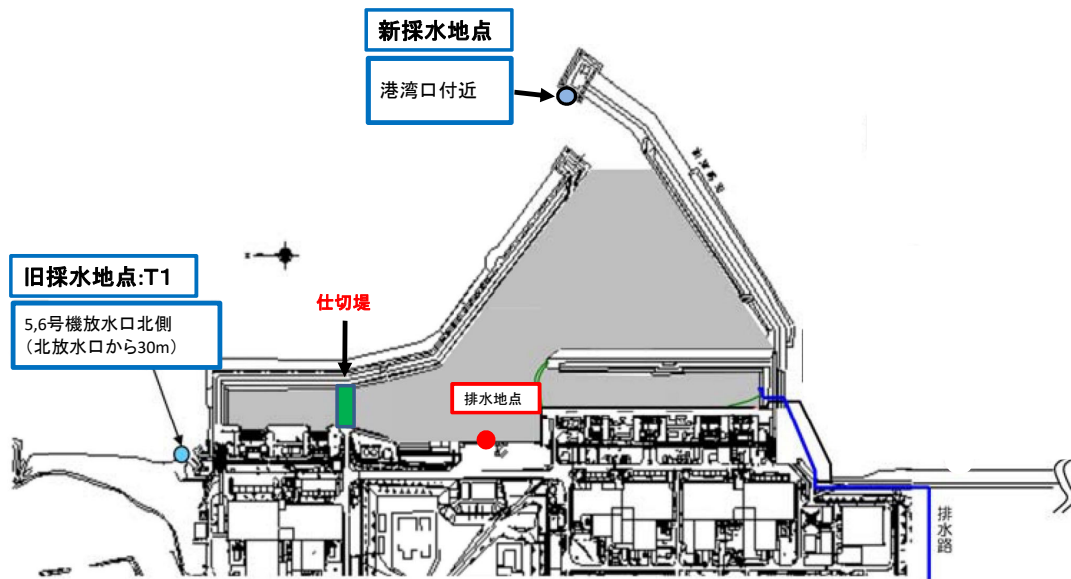 新採水地点
港湾口付近
旧採水地点:T1
5,6号機放水口北側
（北放水口から30m）
仕切堤
排水地点
排水路